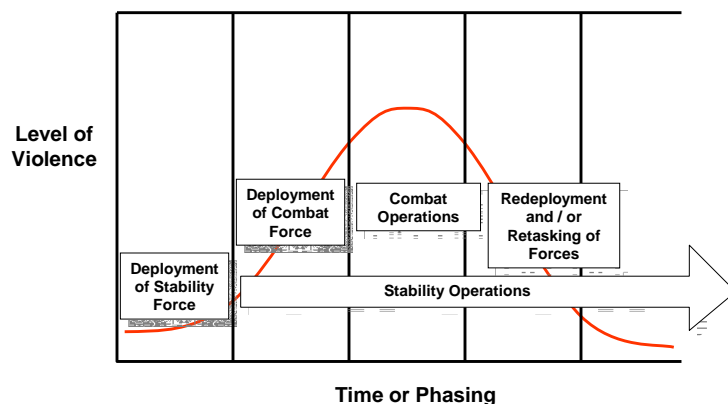 Level of
Violence
Deployment
of Stability
Force
Deployment
of Combat
Force
Combat
Operations
Redeployment
and / or
Retasking of
Forces
Stability Operations
Time or Phasing